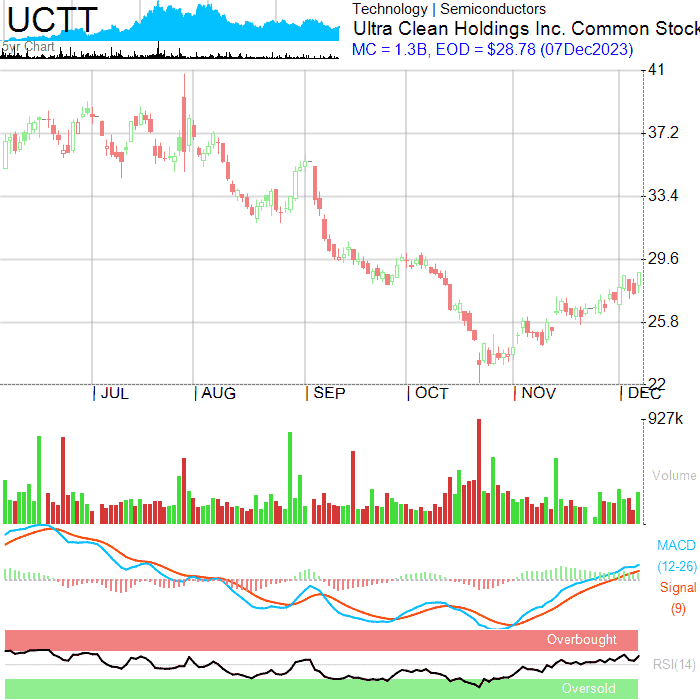 UCTT
5yr Chart
Technology | Semiconductors
Ultra Clean Holdings Inc. Common Stock
MC = 1.3B, EOD = $28.78 (07Dec2023)
41
37.2
33.4
29.6
25.8
22
JUL
AUG
SEP
OCT
NOV
DEC
927k
Volume
MACD
(12-26)
Signal
(9)
Overbought
RSI(14)
Oversold